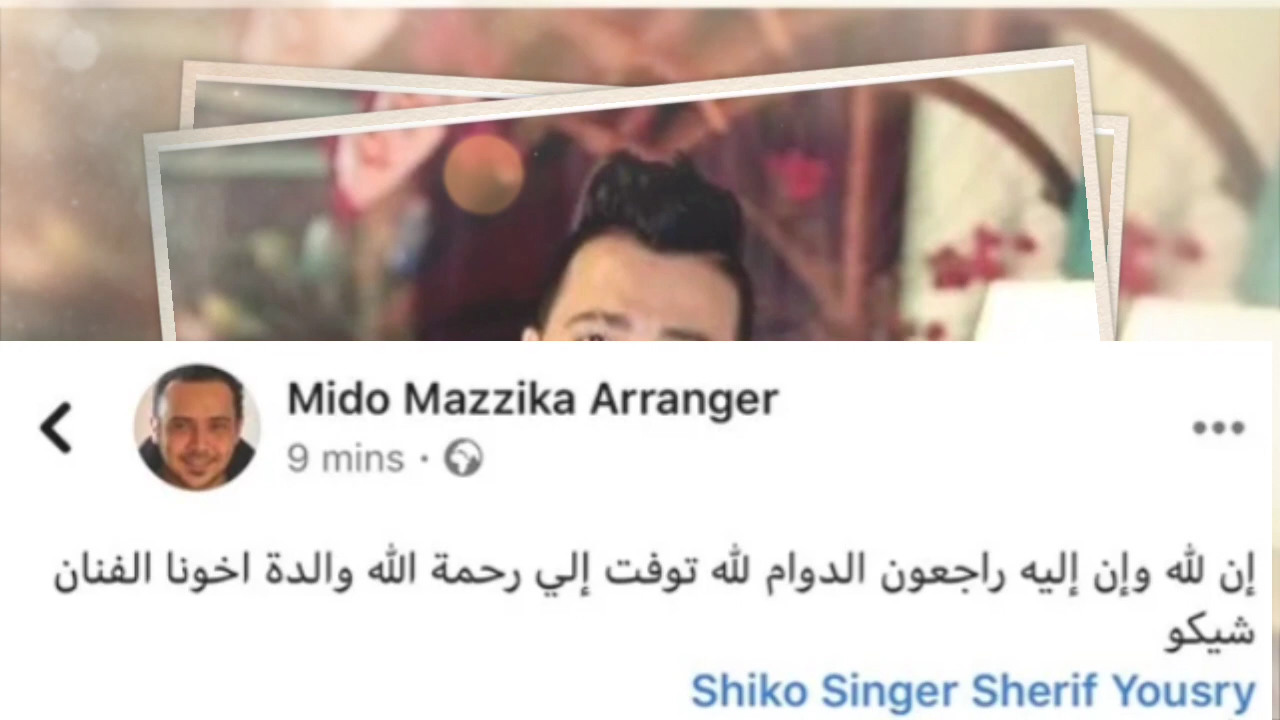 Mido Mazzika Arranger
9 mins ·
إن لله وإن إليه راجعون الدوام لله توفت إلي رحمة الله والدة اخونا الفنان
شيكو
Shiko Singer Sherif Yousry